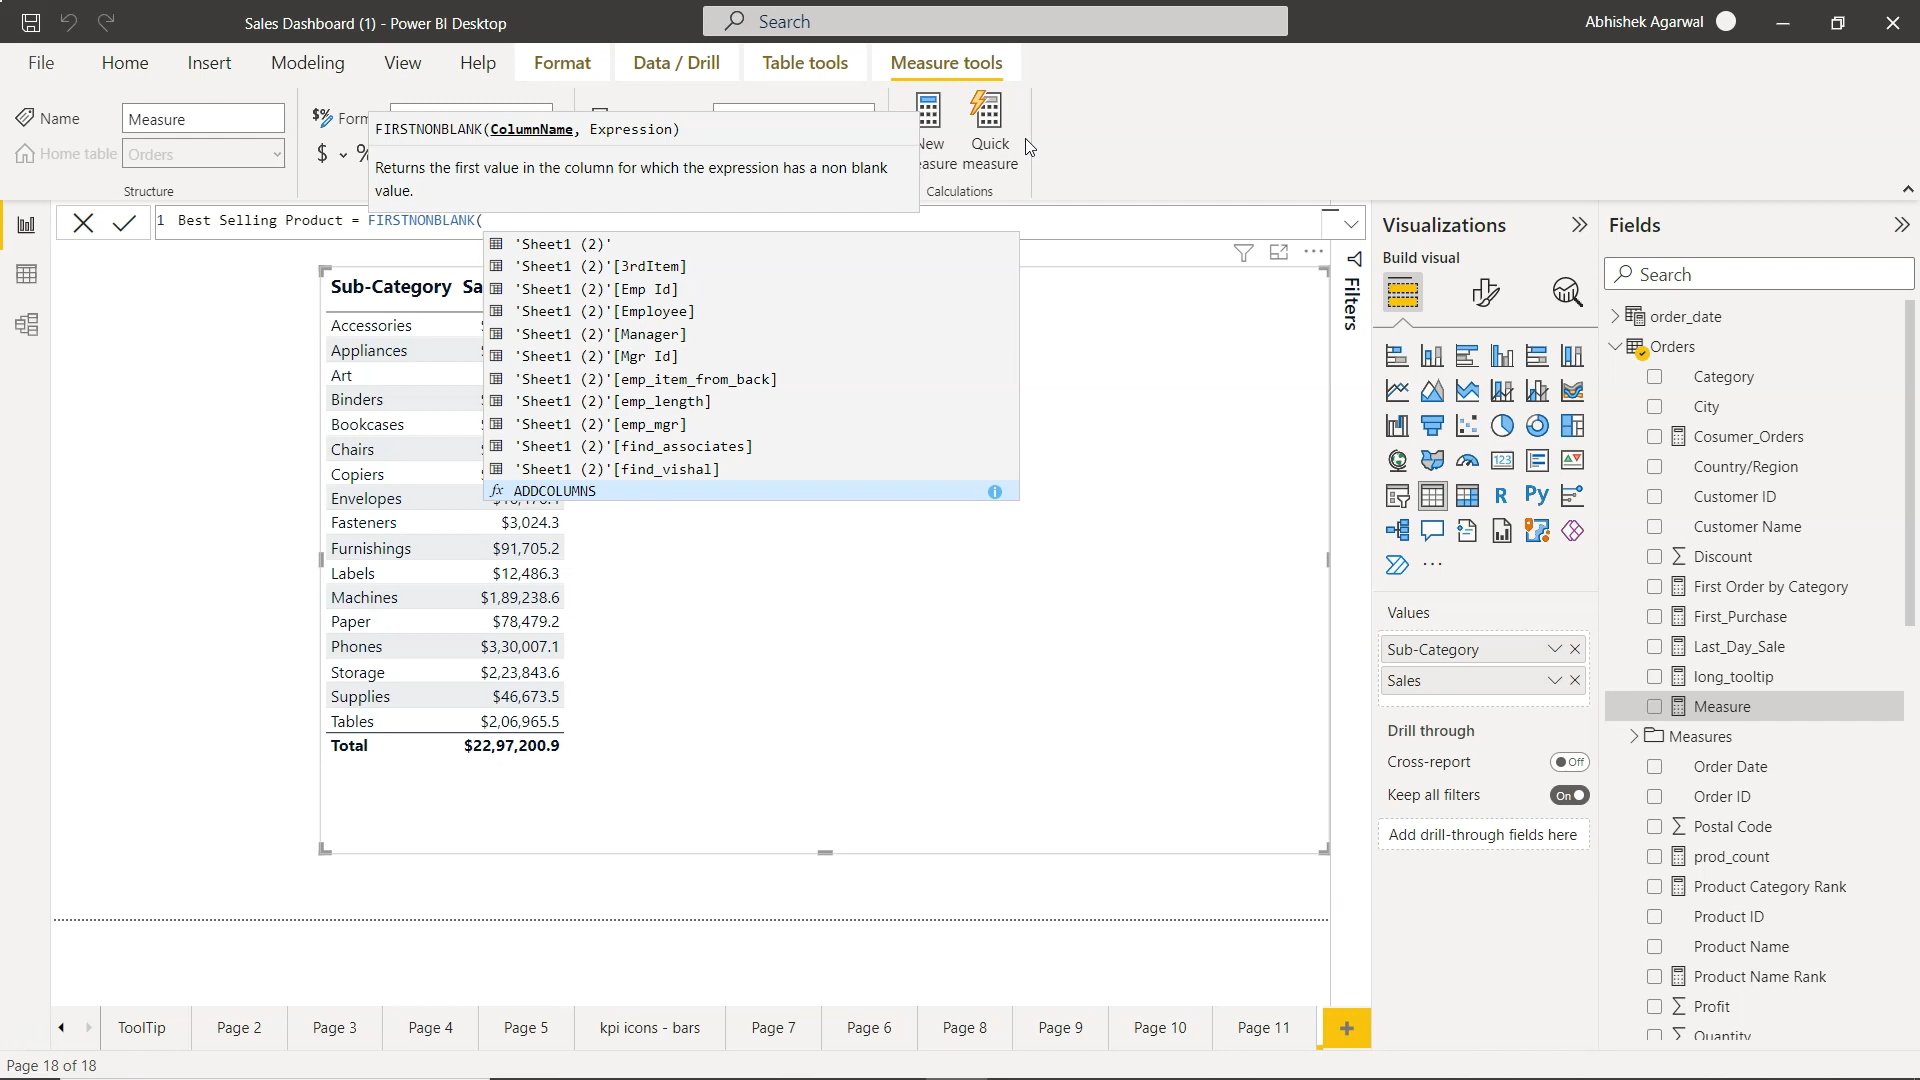 Sales Dashboard (1) - Power BI Desktop
Search
Abhishek Agarwal
File Home Insert Modeling View Help Format Data / Drill Table tools Measure tools
Name Measure
Home table Orders
Structure
$% Form
$ %
FIRSTNONBLANK(ColumnName, Expression)
Returns the first value in the column for which the expression has a non blank
value.
New
measure
Quick
measure
Calculations
1 Best Selling Product = FIRSTNONBLANK(
'Sheet1 (2)'
'Sheet1 (2)'[3rdItem]
'Sheet1 (2)'[Emp Id]
'Sheet1 (2)'[Employee]
'Sheet1 (2)'[Manager]
'Sheet1 (2)'[Mgr Id]
'Sheet1 (2)'[emp_item_from_back]
'Sheet1 (2)'[emp_length]
'Sheet1 (2)'[emp_mgr]
'Sheet1 (2)'[find_associates]
'Sheet1 (2)'[find_vishal]
fx ADDCOLUMNS
Sub-Category Sa
Accessories
Appliances
Art
Binders
Bookcases
Chairs
Copiers
Envelopes
Fasteners $3,024.3
Furnishings $91,705.2
Labels $12,486.3
Machines $1,89,238.6
Paper $78,479.2
Phones $3,30,007.1
Storage $2,23,843.6
Supplies $46,673.5
Tables $2,06,965.5
Total $22,97,200.9
Filters
Visualizations
Build visual
123
R Py
Values
Sub-Category
Sales
Drill through
Cross-report Off
Keep all filters On
Add drill-through fields here
Fields
Search
order_date
Orders
Category
City
Cosumer_Orders
Country/Region
Customer ID
Customer Name
Discount
First Order by Category
First_Purchase
Last_Day_Sale
long_tooltip
Measure
Measures
Order Date
Order ID
Postal Code
prod_count
Product Category Rank
Product ID
Product Name
Product Name Rank
Profit
Quantity
ToolTip Page 2 Page 3 Page 4 Page 5 kpi icons - bars Page 7 Page 6 Page 8 Page 9 Page 10 Page 11 +
Page 18 of 18